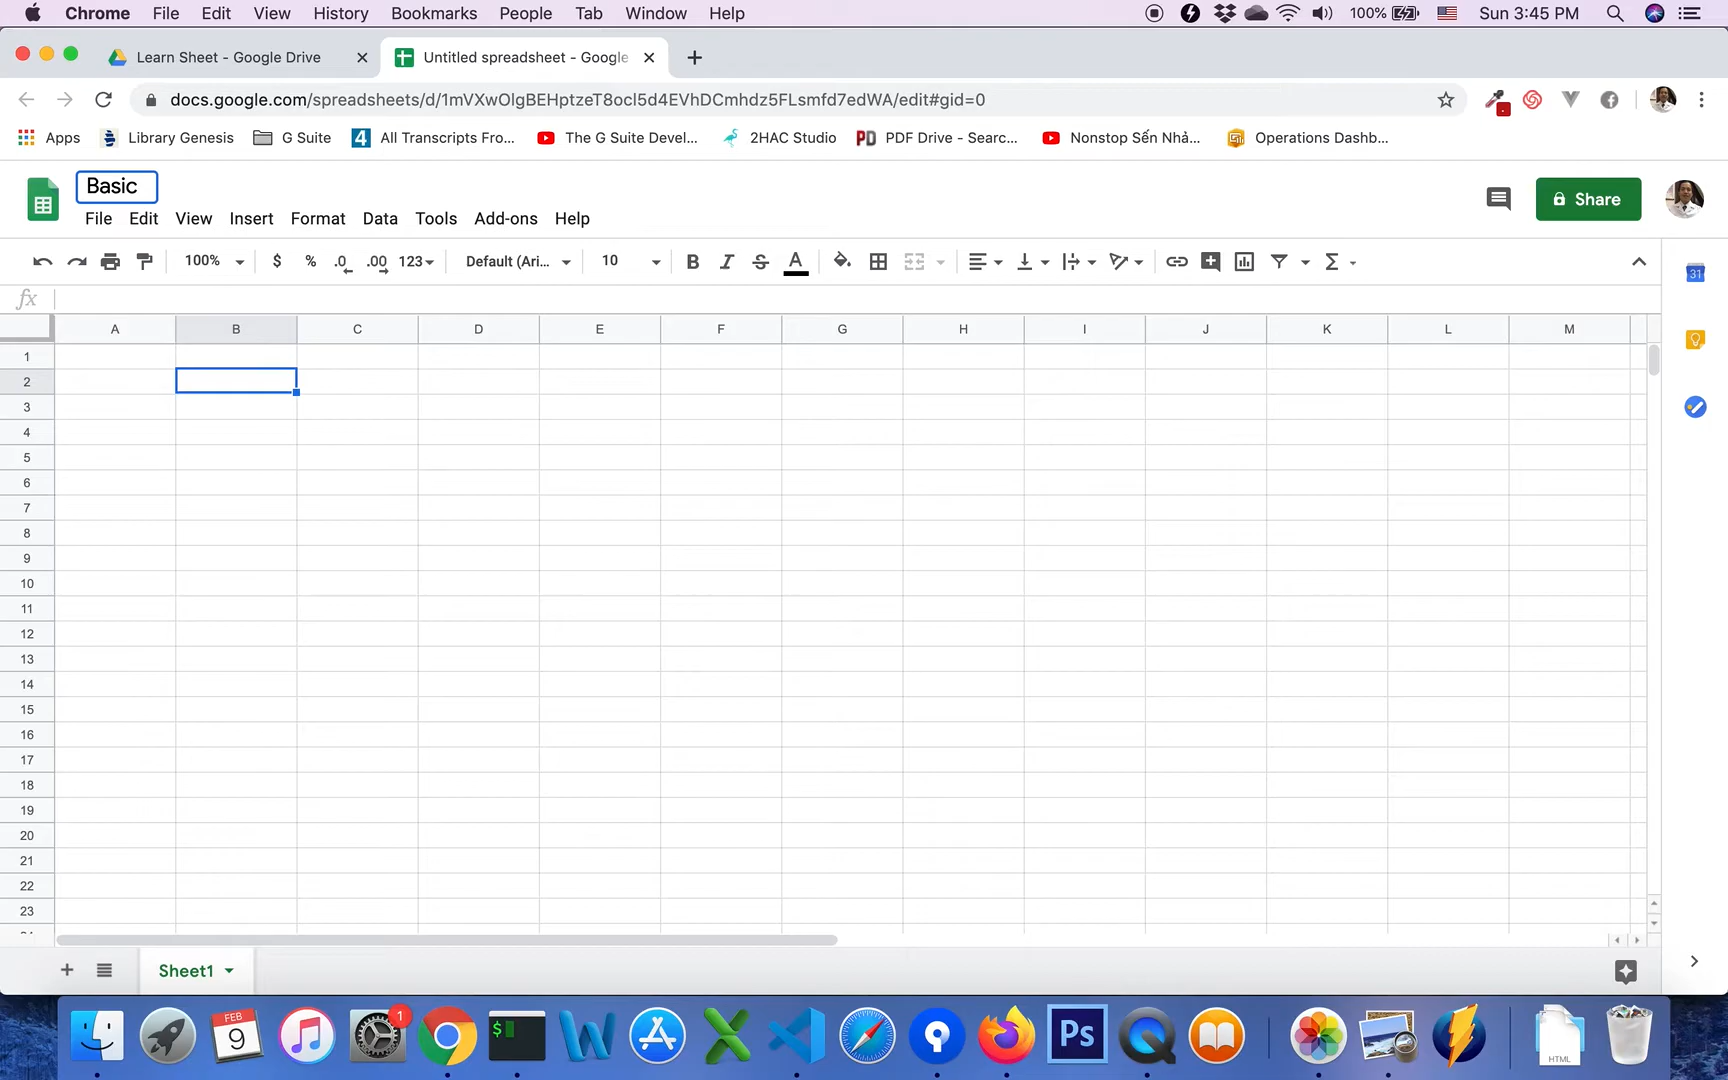 Chrome File Edit View History Bookmarks People Tab Window Help 100% Sun 3:45 PM
Learn Sheet - Google Drive Untitled spreadsheet - Google
docs.google.com/spreadsheets/d/1mVXwOlgBEHptzeT8ocl5d4EVhDCmhdz5FLsmfd7edWA/edit#gid=0
Apps Library Genesis G Suite 4 All Transcripts Fro... The G Suite Devel... 2HAC Studio PD PDF Drive - Searc... Nonstop Sến Nhả... Operations Dashb...
Basic
File Edit View Insert Format Data Tools Add-ons Help
Share
100% $ % .0 .00 123 Default (Ari... 10 B I S A Σ
31
fx
A B C D E F G H I J K L M
1
2
3
4
5
6
7
8
9
10
11
12
13
14
15
16
17
18
19
20
21
22
23
+ Sheet1
FEB
9
1
$
Ps
HTML